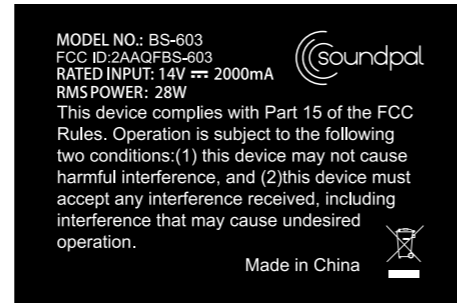 MODEL NO.: BS-603
soundpal
FCC ID:2AAQFBS-603
RATED INPUT: 14V ⎓ 2000mA
RMS POWER: 28W
This device complies with Part 15 of the FCC
Rules. Operation is subject to the following
two conditions:(1) this device may not cause
harmful interference, and (2)this device must
accept any interference received, including
interference that may cause undesired
operation.
Made in China